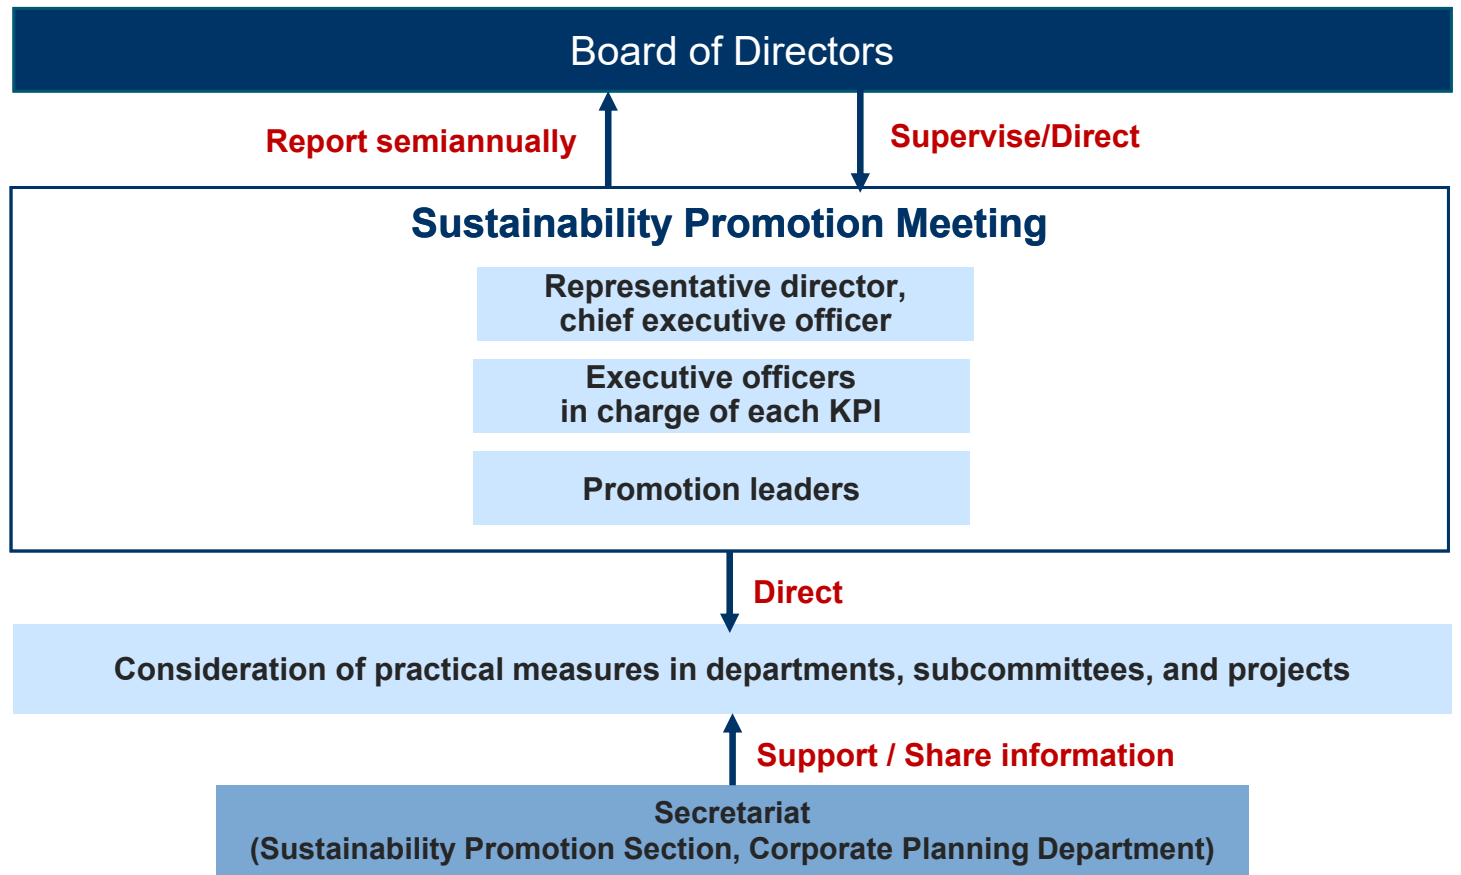 Board of Directors
Report semiannually
Supervise/Direct
Sustainability Promotion Meeting
Representative director,
chief executive officer
Executive officers
in charge of each KPI
Promotion leaders
Direct
Consideration of practical measures in departments, subcommittees, and projects
Support / Share information
Secretariat
(Sustainability Promotion Section, Corporate Planning Department)